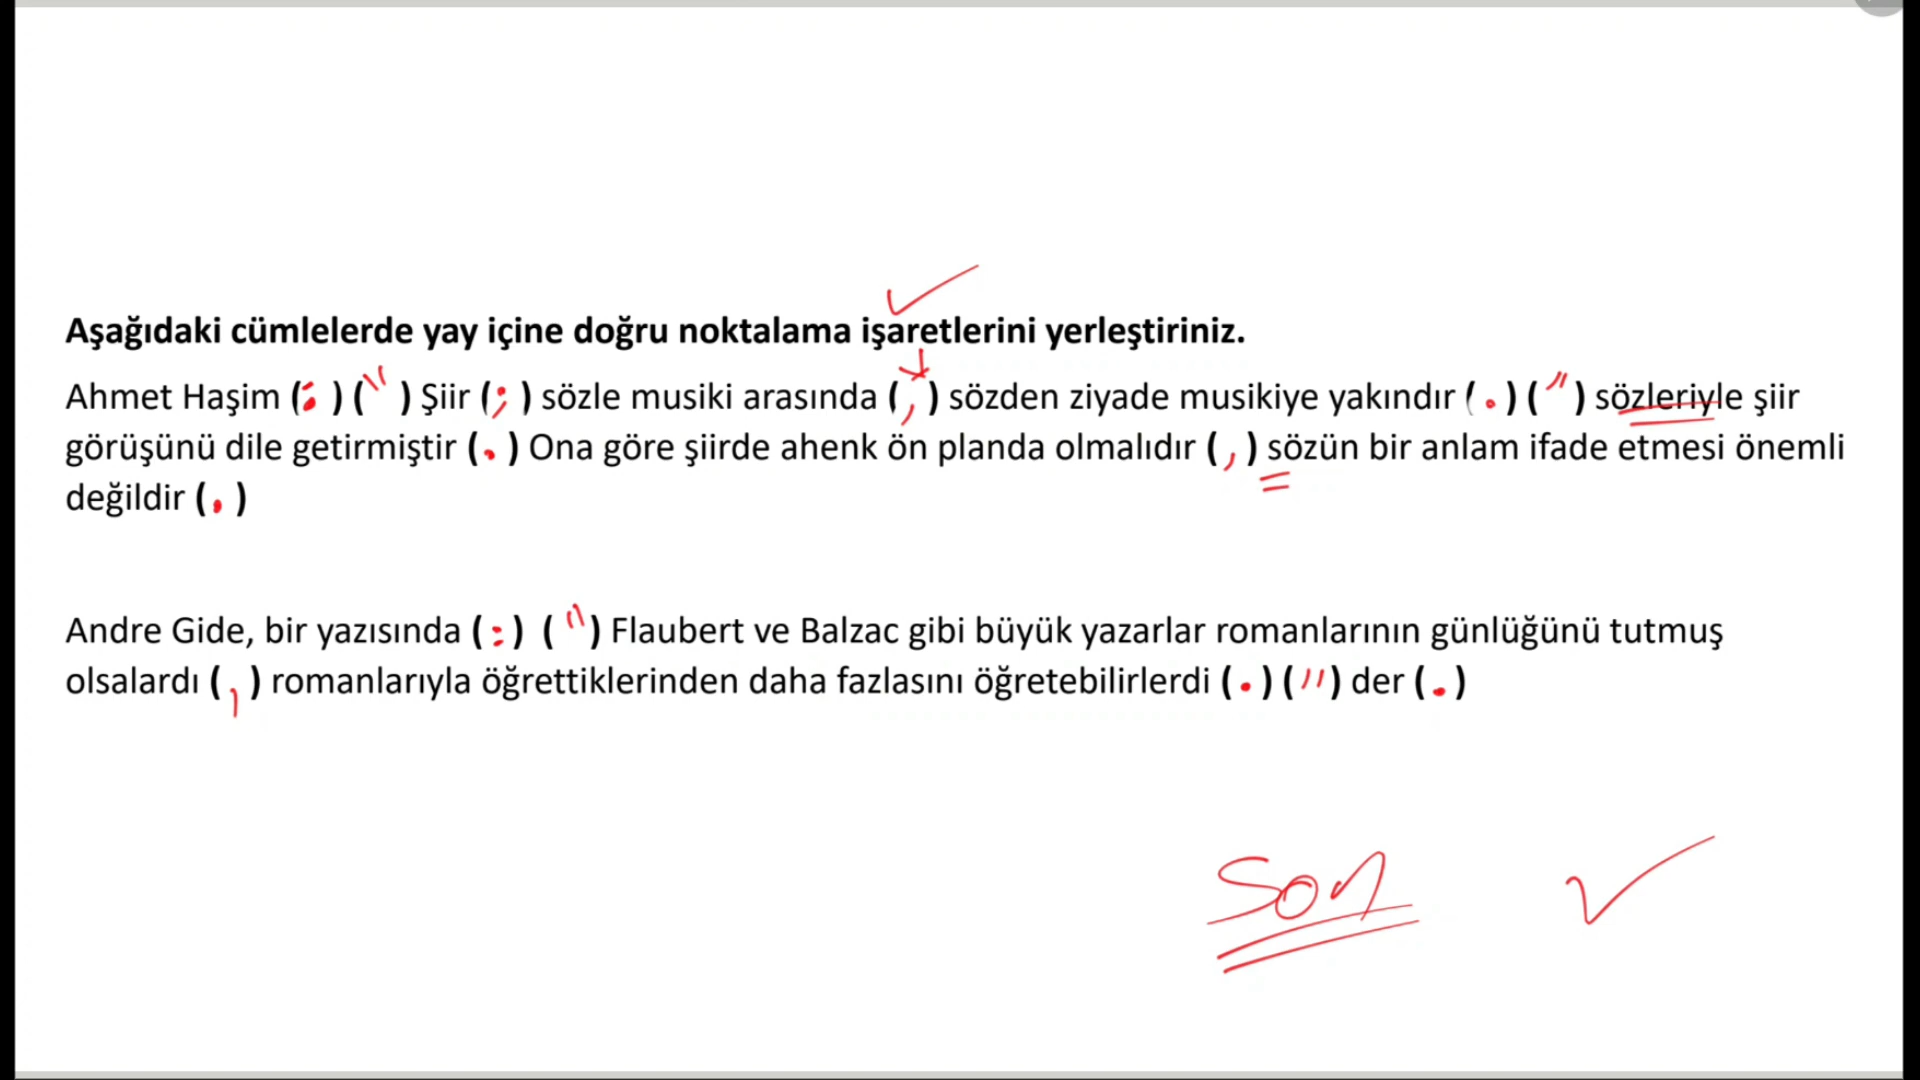 Aşağıdaki cümlelerde yay içine doğru noktalama işaretlerini yerleştiriniz.
Ahmet Haşim (: ) (" ) Şiir (; ) sözle musiki arasında (, ) sözden ziyade musikiye yakındır (. ) (" ) sözleriyle şiir
görüşünü dile getirmiştir (. ) Ona göre şiirde ahenk ön planda olmalıdır (, ) sözün bir anlam ifade etmesi önemli
değildir (. )
Andre Gide, bir yazısında (:) ( ") Flaubert ve Balzac gibi büyük yazarlar romanlarının günlüğünü tutmuş
olsalardı (, ) romanlarıyla öğrettiklerinden daha fazlasını öğretebilirlerdi (. ) (") der (. )
Son